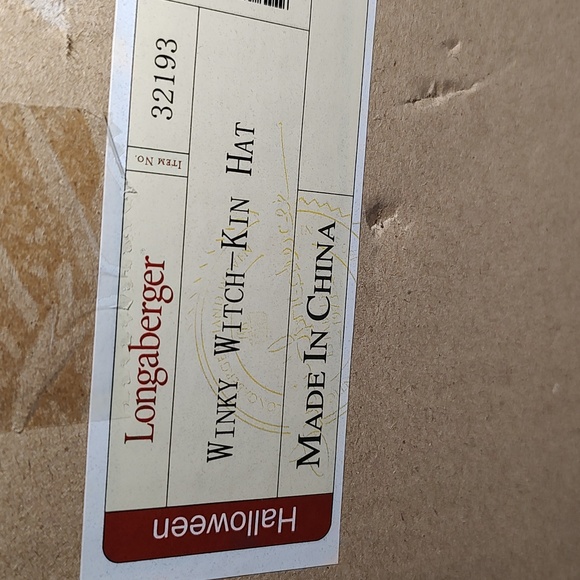 Longaberger
ITEM NO.
32193
WINKY WITCH-KIN HAT
MADE IN CHINA
Halloween